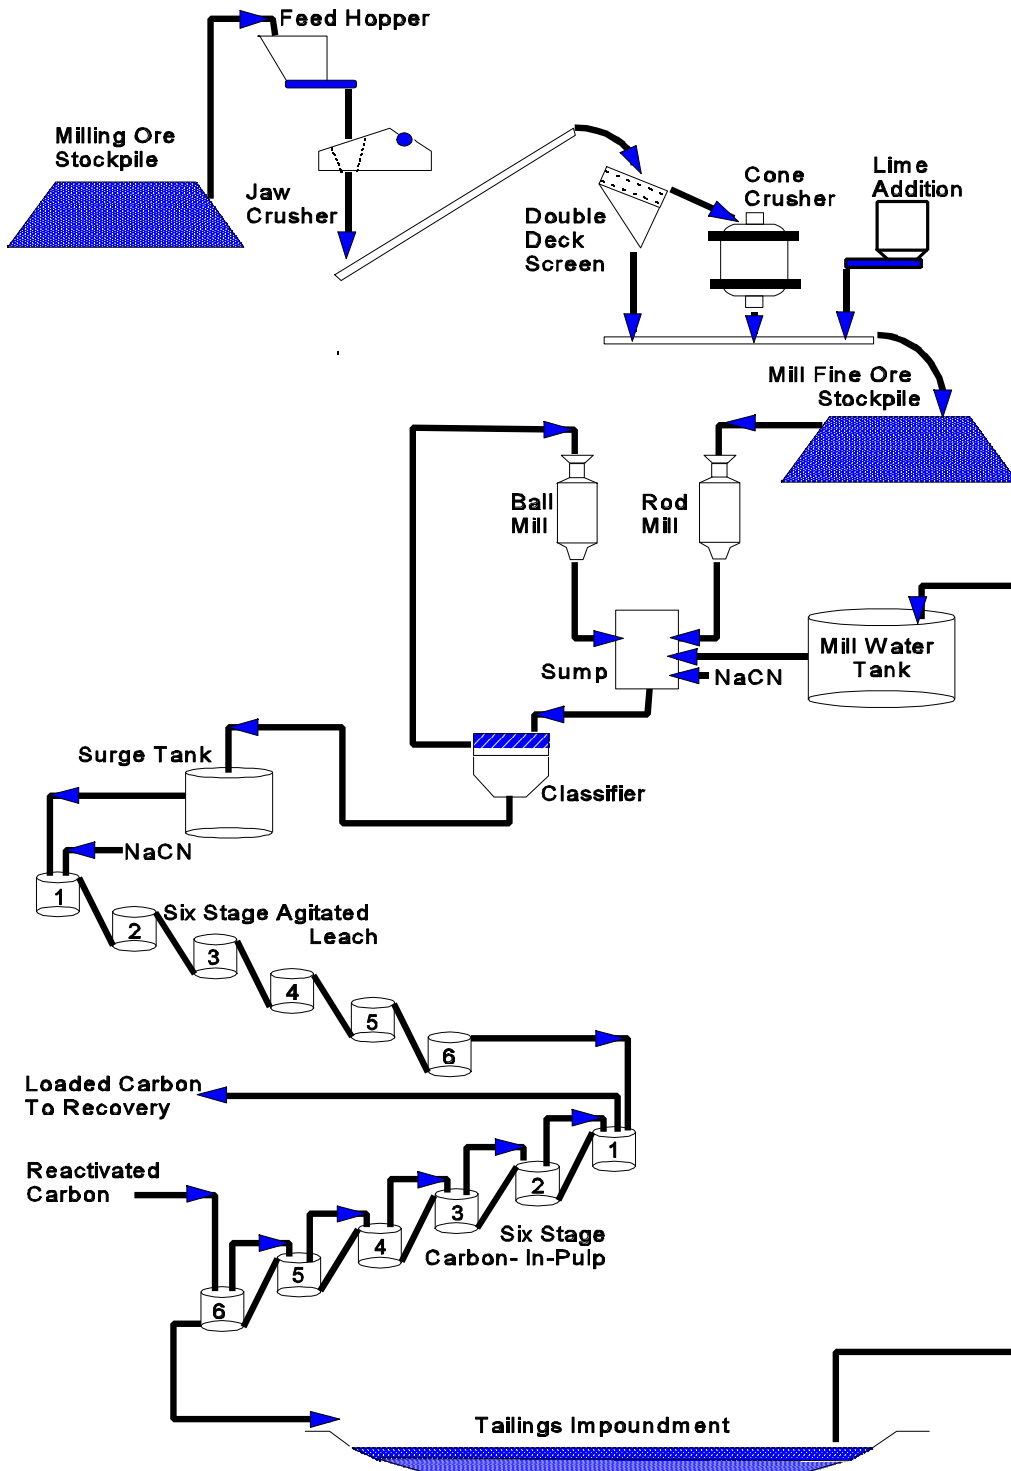 Feed Hopper
Milling Ore
Stockpile
Jaw
Crusher
Double
Deck
Screen
Cone
Crusher
Lime
Addition
Mill Fine Ore
Stockpile
Ball
Mill
Rod
Mill
Sump
NaCN
Mill Water
Tank
Surge Tank
Classifier
NaCN
1
2
3
4
5
6
Six Stage Agitated
Leach
Loaded Carbon
To Recovery
1
2
3
4
5
6
Reactivated
Carbon
Six Stage
Carbon- In-Pulp
Tailings Impoundment